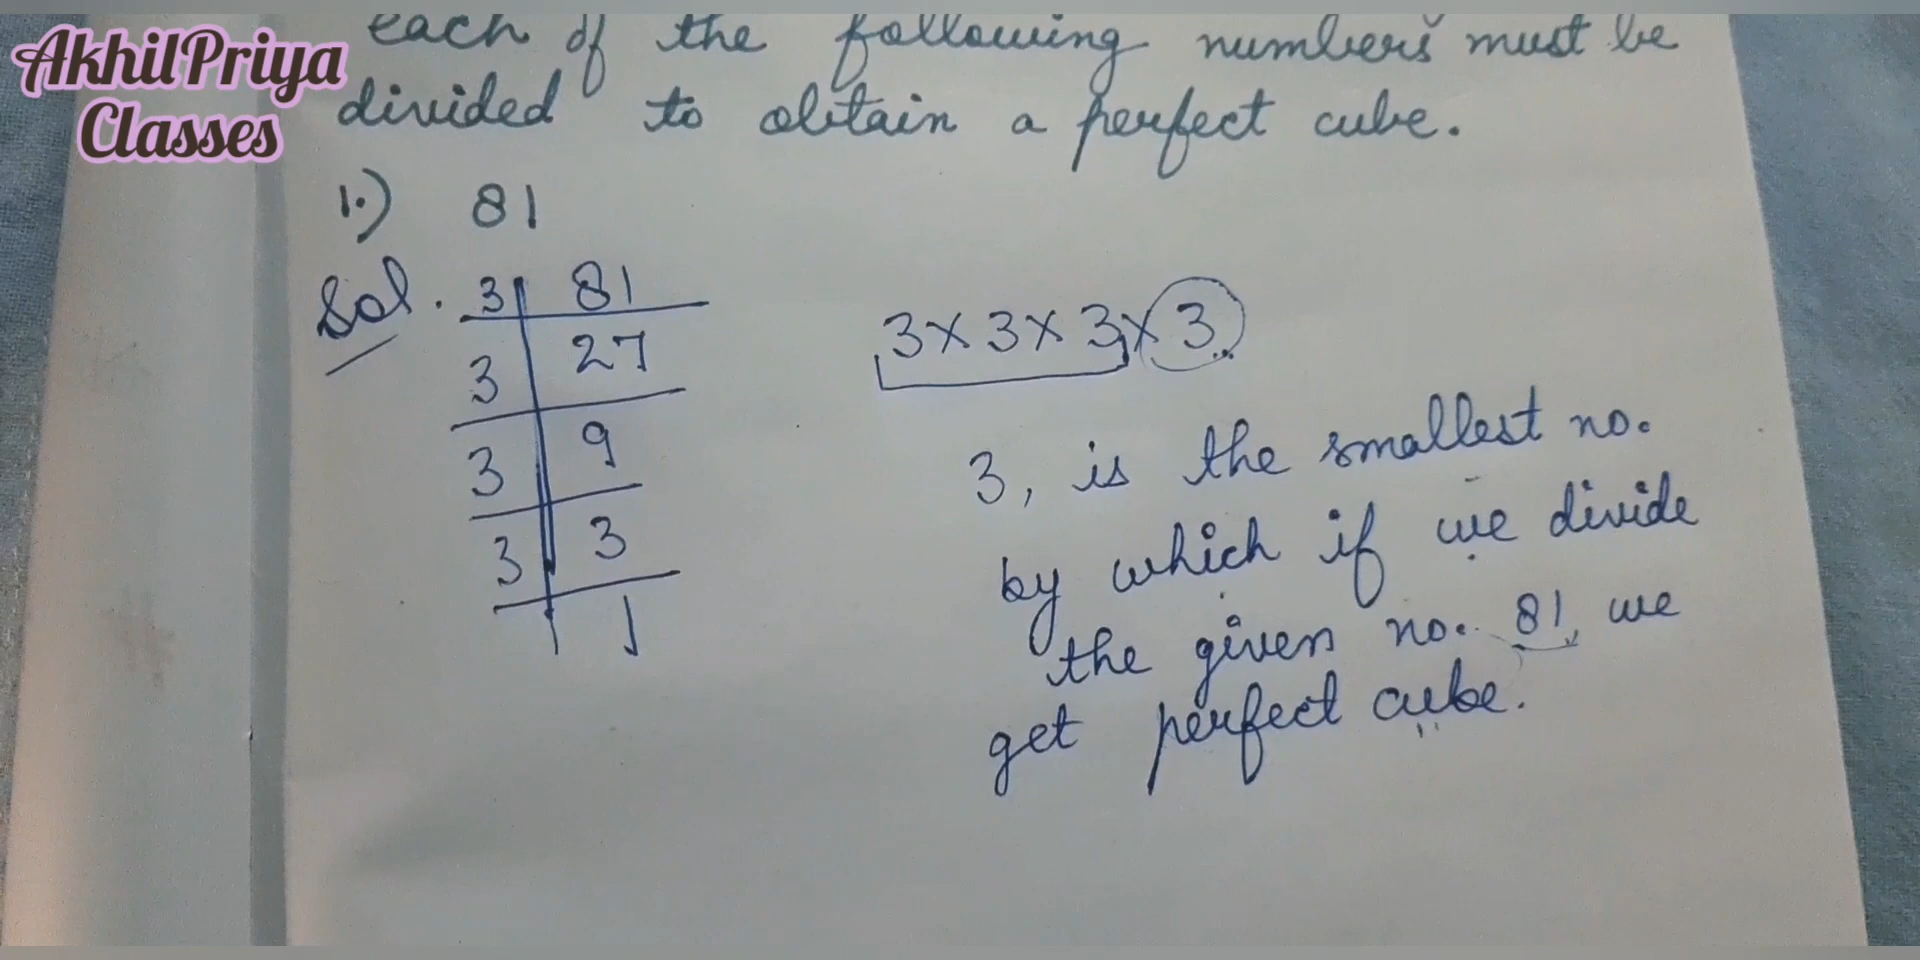 AkhilPriya
Classes
each of the following numbers must be
divided to obtain a perfect cube.
1.) 81
Sol.
3 | 81
3 | 27
3 | 9
3 | 3
| 1
3×3×3×3
3, is the smallest no.
by which if we divide
the given no. 81, we
get perfect cube.